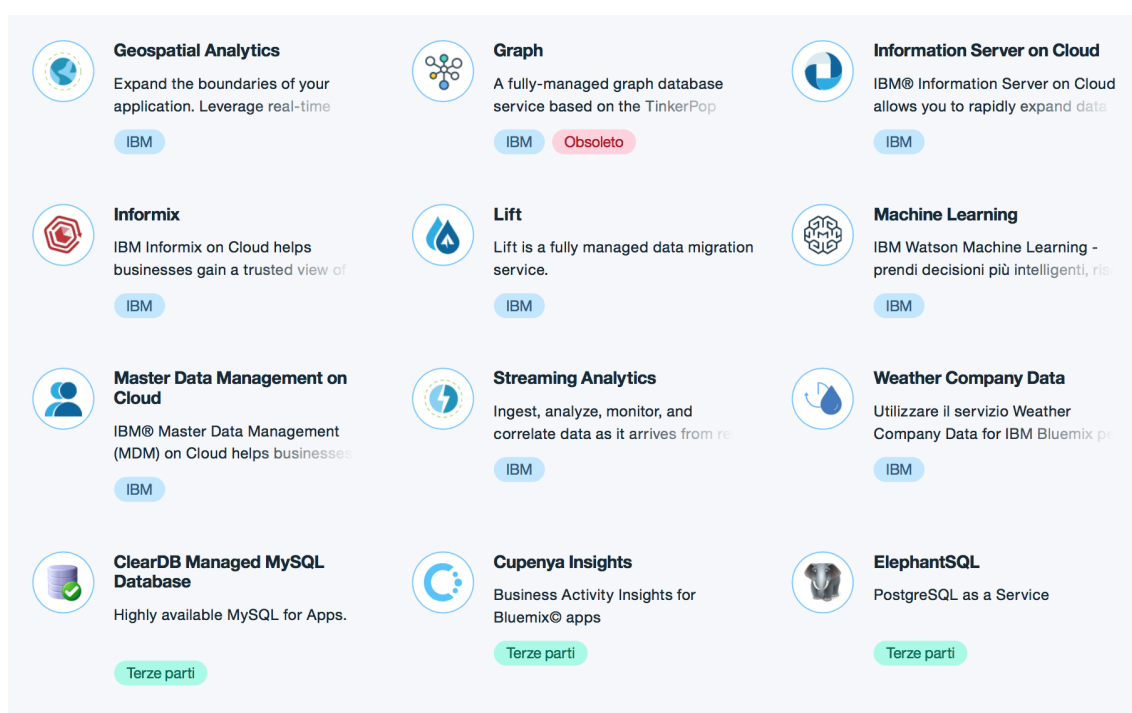 Geospatial Analytics
Expand the boundaries of your
application. Leverage real-time
IBM
Graph
A fully-managed graph database
service based on the TinkerPop
IBM Obsoleto
Information Server on Cloud
IBM® Information Server on Cloud
allows you to rapidly expand data
IBM
Informix
IBM Informix on Cloud helps
businesses gain a trusted view of
IBM
Lift
Lift is a fully managed data migration
service.
IBM
Machine Learning
IBM Watson Machine Learning -
prendi decisioni più intelligenti,
IBM
Master Data Management on
Cloud
IBM® Master Data Management
(MDM) on Cloud helps businesses
IBM
Streaming Analytics
Ingest, analyze, monitor, and
correlate data as it arrives from
IBM
Weather Company Data
Utilizzare il servizio Weather
Company Data for IBM Bluemix
IBM
ClearDB Managed MySQL
Database
Highly available MySQL for Apps.
Terze parti
Cupenya Insights
Business Activity Insights for
Bluemix© apps
Terze parti
ElephantSQL
PostgreSQL as a Service
Terze parti